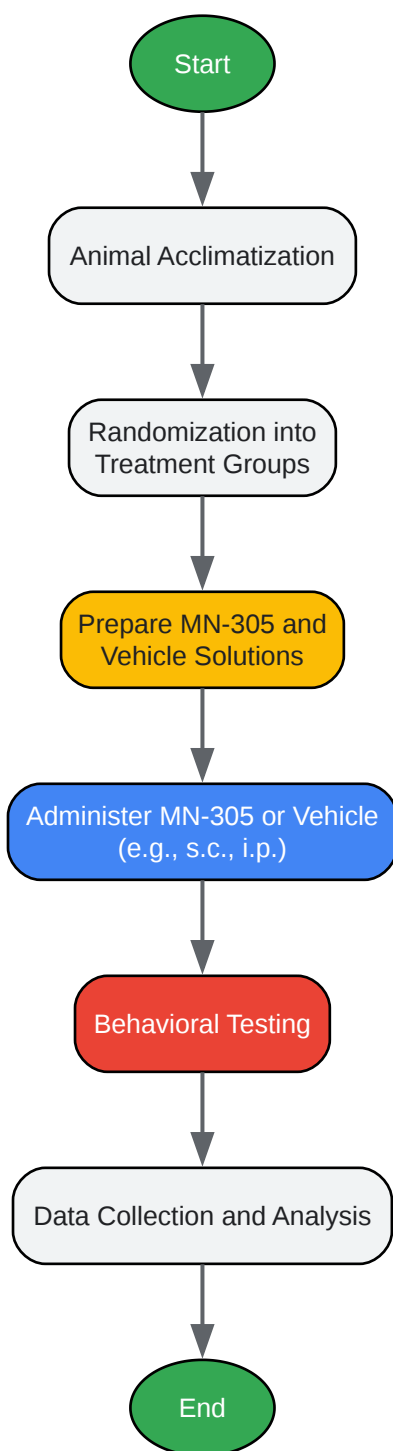 Start
Animal Acclimatization
Randomization into
Treatment Groups
Prepare MN-305 and
Vehicle Solutions
Administer MN-305 or Vehicle
(e.g., s.c., i.p.)
Behavioral Testing
Data Collection and Analysis
End